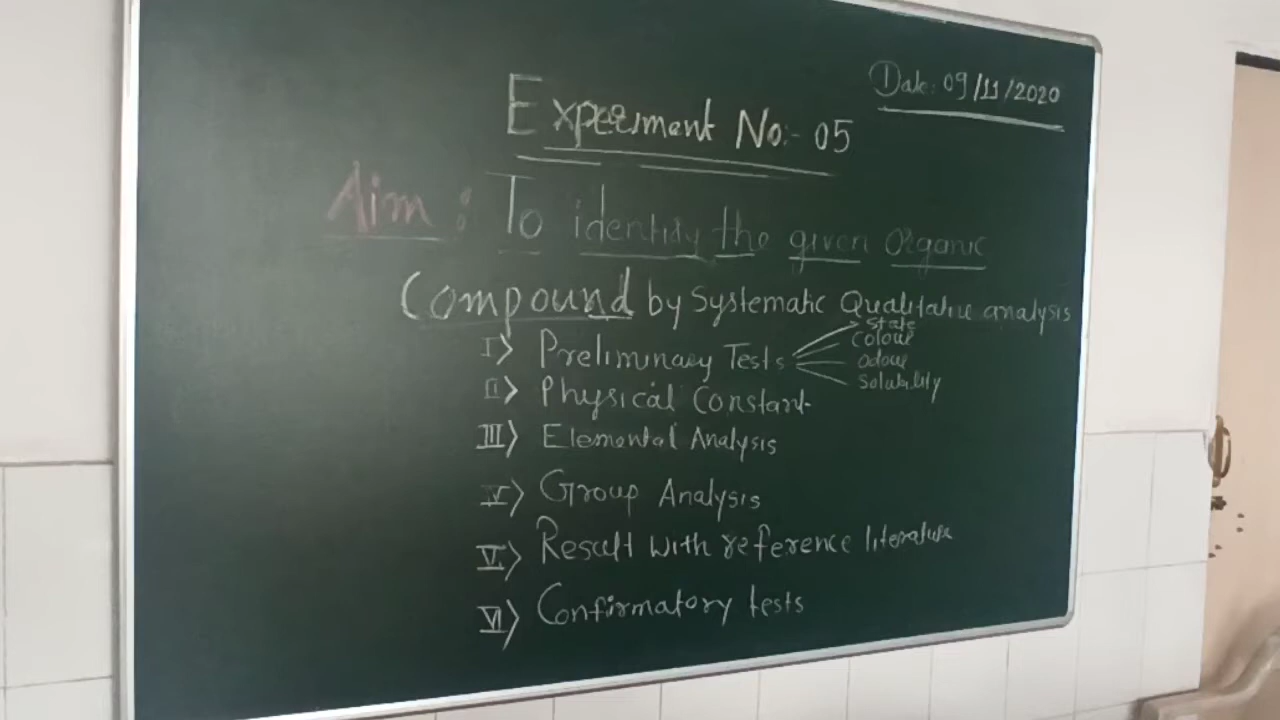 Date: 09/11/2020
Experiment No:- 05
Aim: To identify the given Organic
Compound by Systematic Qualitative analysis
I> Preliminary Tests
State
Colour
Odour
Solubility
II> Physical Constant
III) Elemental Analysis
IV) Group Analysis
V) Result with reference literature
VI) Confirmatory tests